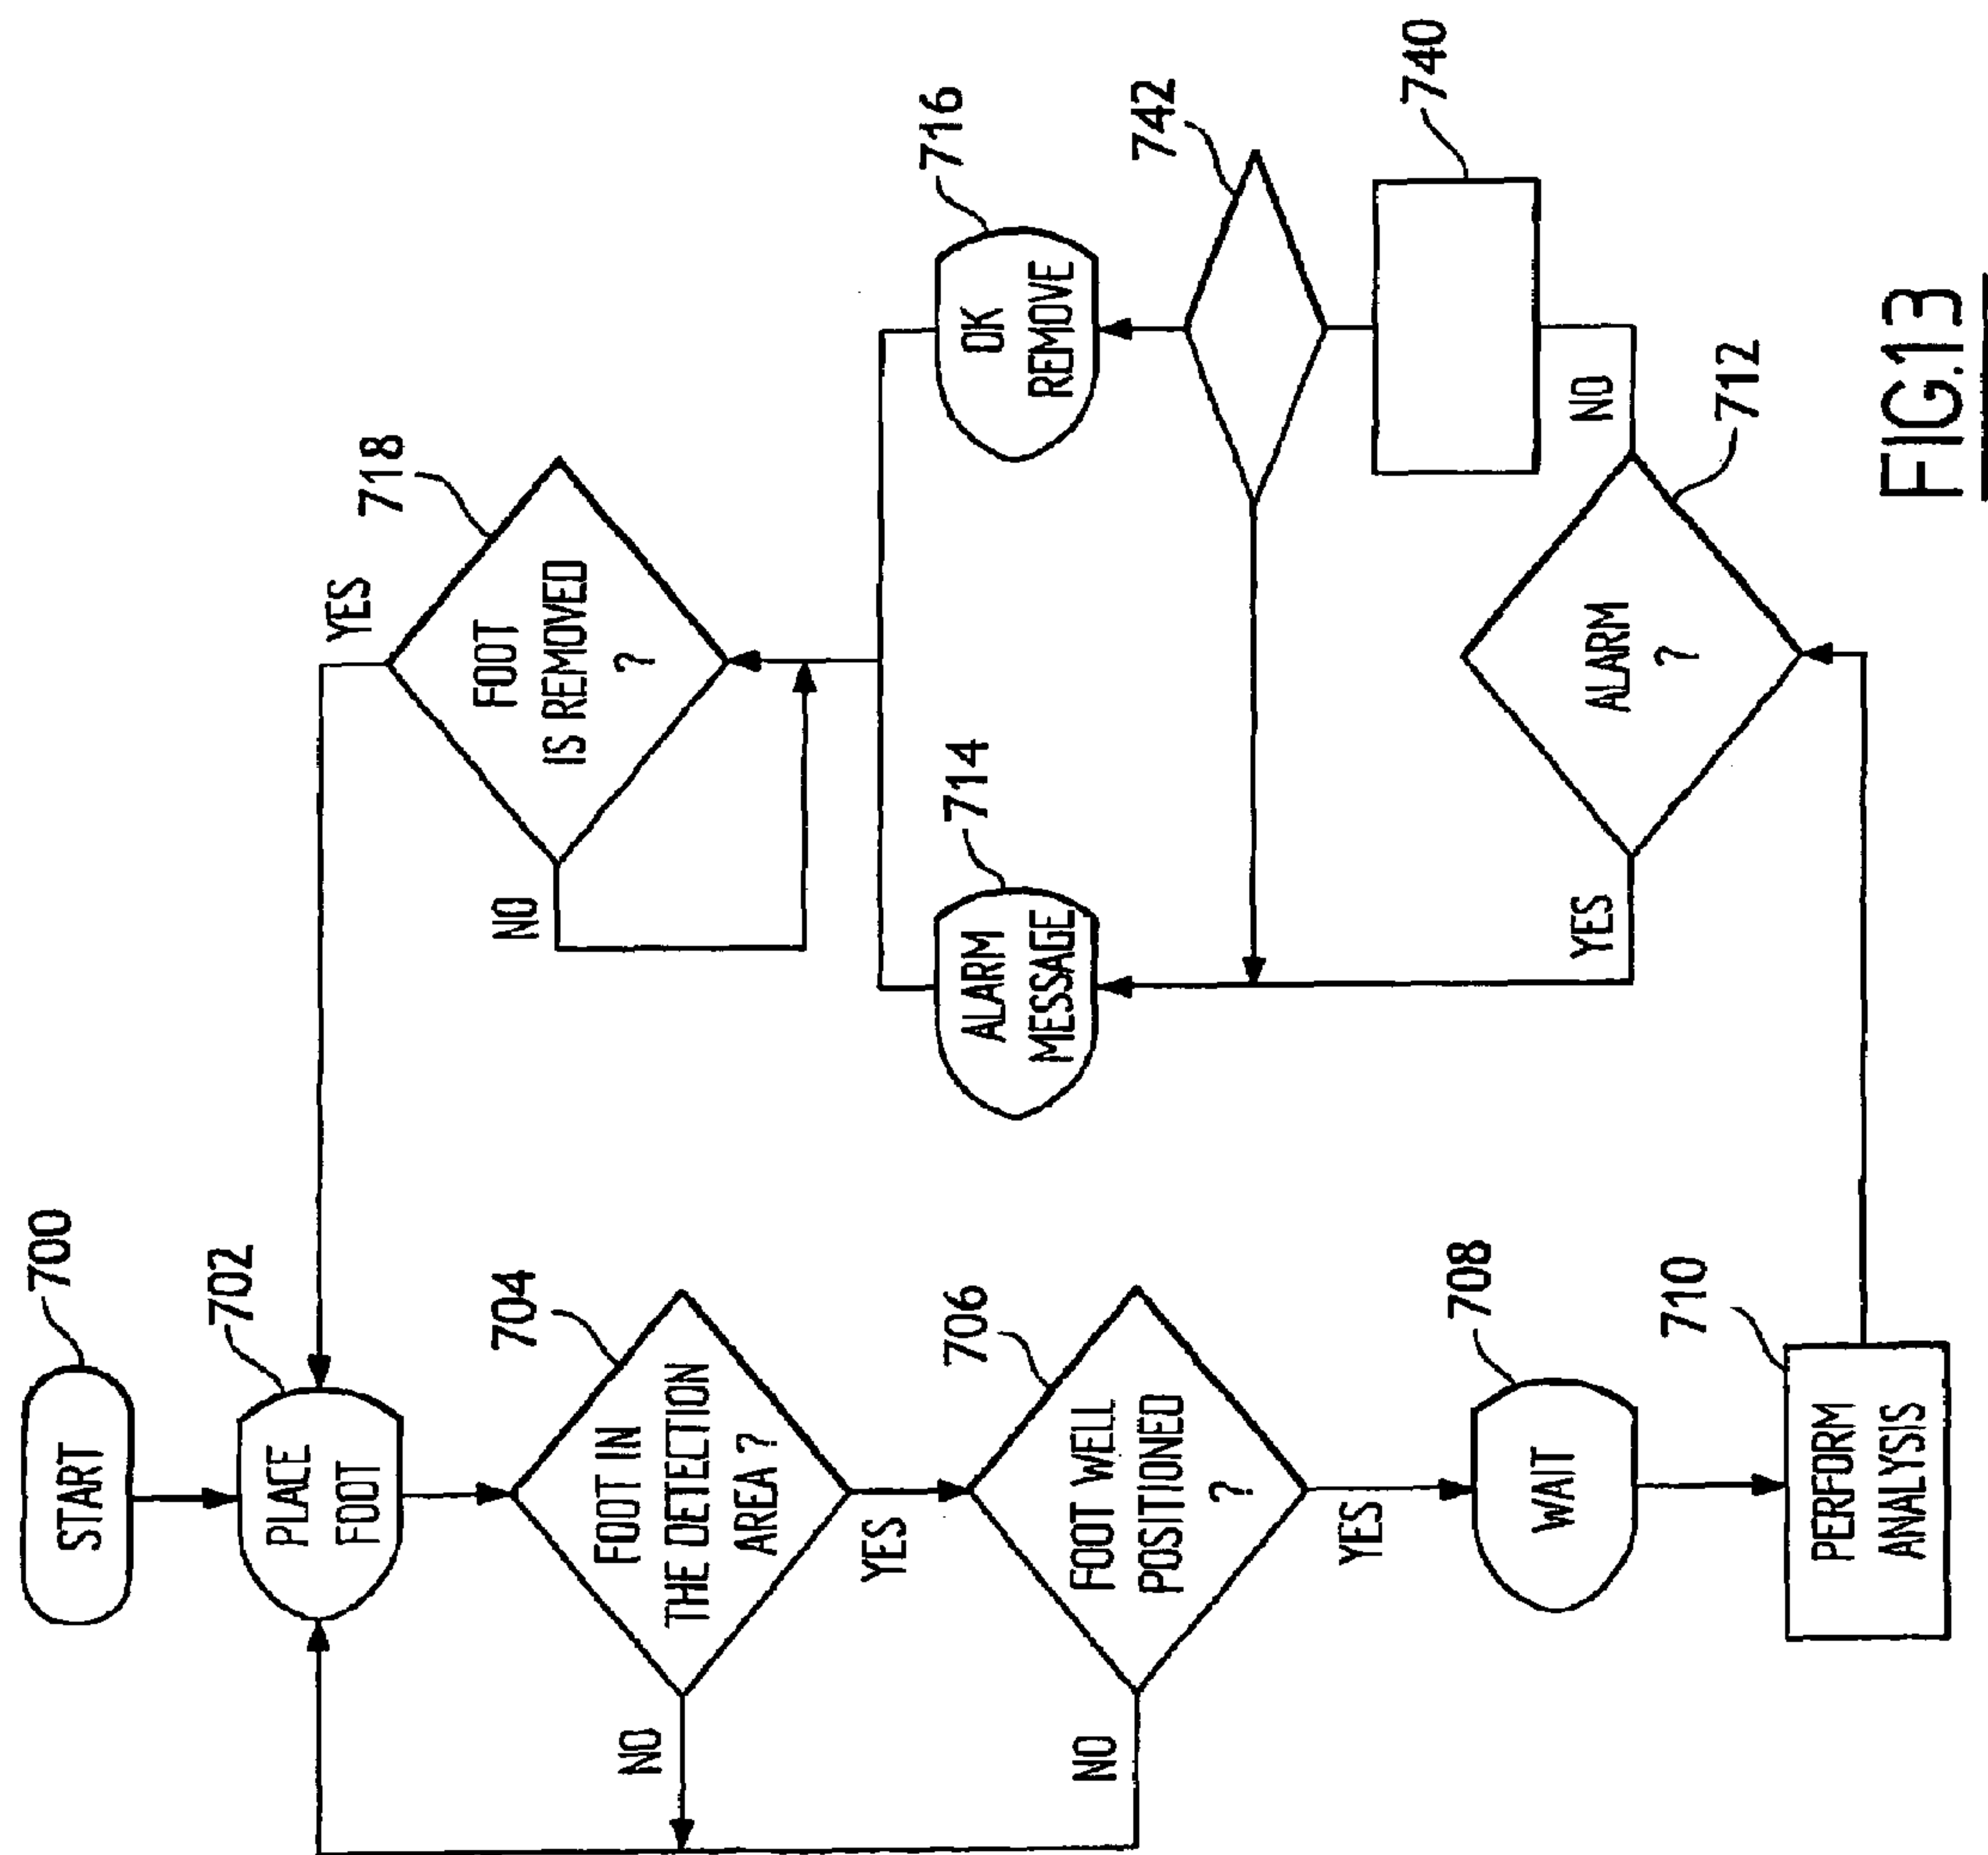 700
START
702
PLACE
FOOT
704
FOOT IN
THE DETECTION
AREA ?
NO
YES
706
FOOT WELL
POSITIONED
?
NO
YES
708
WAIT
710
PERFORM
ANALYSIS
718
YES
FOOT
IS REMOVED
?
NO
714
ALARM
MESSAGE
716
OK
REMOVE
742
740
NO
712
ALARM
?
YES
FIG.13